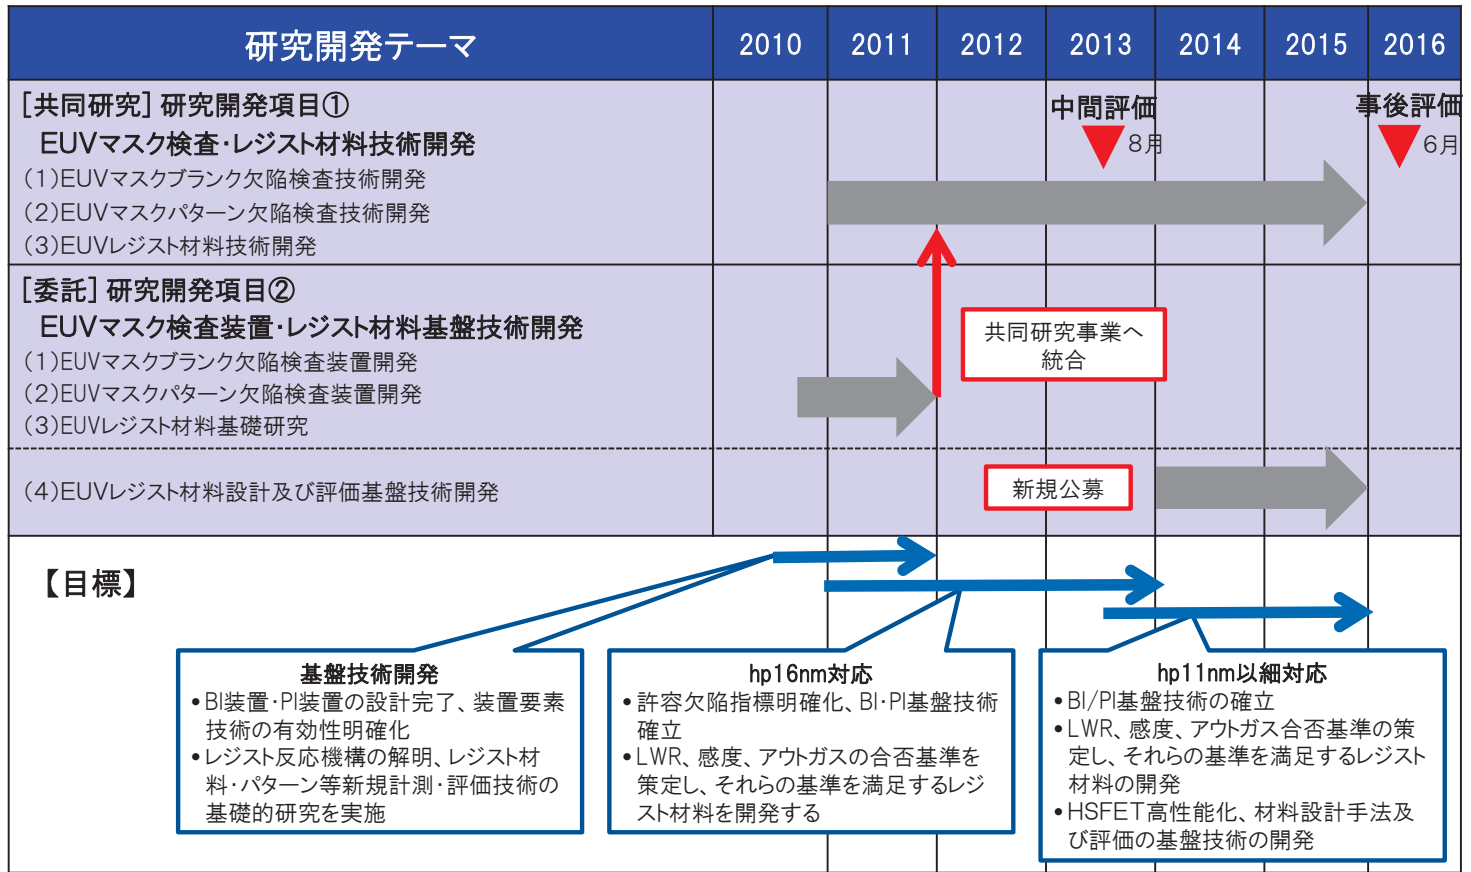 研究開発テーマ 2010 2011 2012 2013 2014 2015 2016
[共同研究] 研究開発項目①
EUVマスク検査・レジスト材料技術開発
(1)EUVマスクブランク欠陥検査技術開発
(2)EUVマスクパターン欠陥検査技術開発
(3)EUVレジスト材料技術開発
中間評価
8月
事後評価
6月
[委託] 研究開発項目②
EUVマスク検査装置・レジスト材料基盤技術開発
(1)EUVマスクブランク欠陥検査装置開発
(2)EUVマスクパターン欠陥検査装置開発
(3)EUVレジスト材料基礎研究
共同研究事業へ
統合
(4)EUVレジスト材料設計及び評価基盤技術開発
新規公募
【目標】
基盤技術開発
•BI装置・PI装置の設計完了、装置要素
技術の有効性明確化
•レジスト反応機構の解明、レジスト材
料・パターン等新規計測・評価技術の
基礎的研究を実施
hp16nm対応
•許容欠陥指標明確化、BI・PI基盤技術
確立
•LWR、感度、アウトガスの合否基準を
策定し、それらの基準を満足するレジ
スト材料を開発する
hp11nm以細対応
•BI/PI基盤技術の確立
•LWR、感度、アウトガス合否基準の策
定し、それらの基準を満足するレジスト
材料の開発
•HSFET高性能化、材料設計手法及
び評価の基盤技術の開発